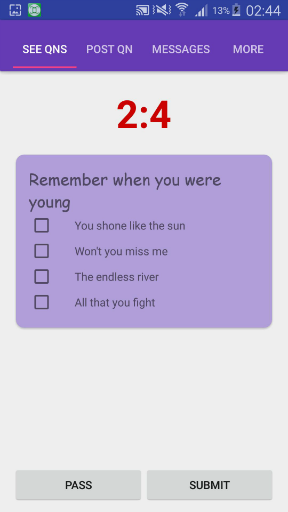 13% 02:44
SEE QNS POST QN MESSAGES MORE
2:4
Remember when you were
young
You shone like the sun
Won't you miss me
The endless river
All that you fight
PASS SUBMIT